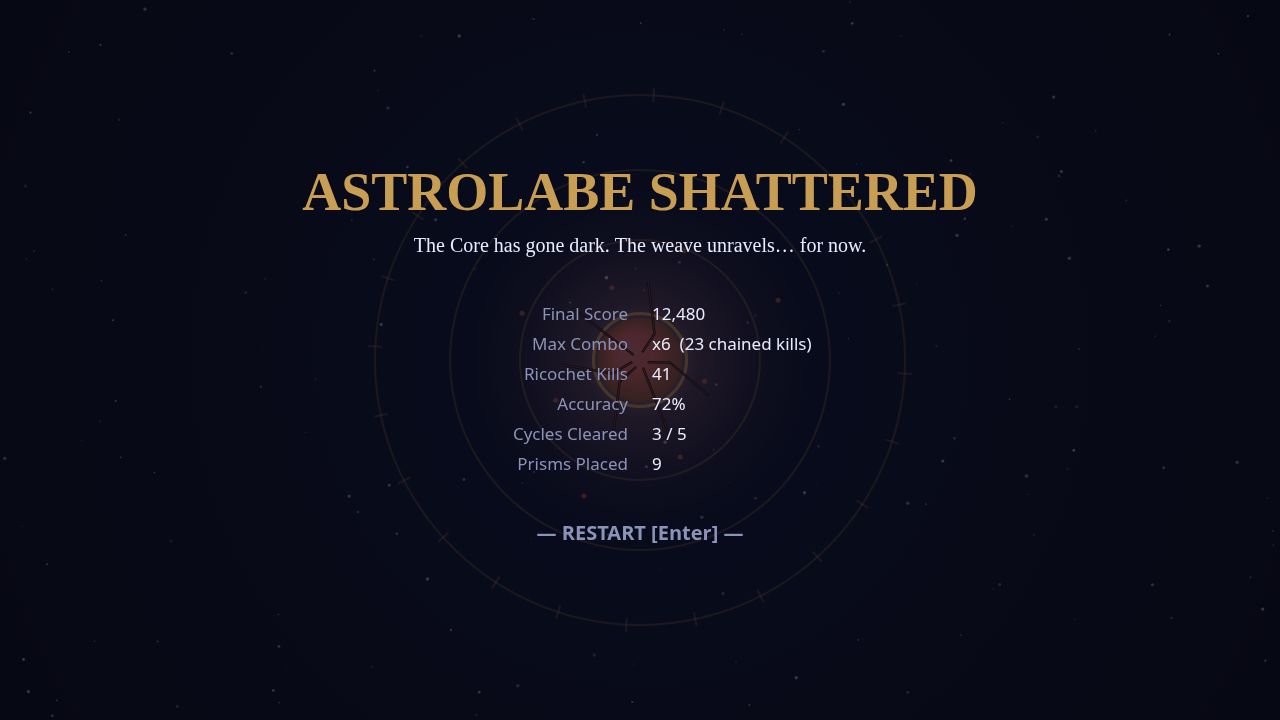 ASTROLABE SHATTERED
The Core has gone dark. The weave unravels… for now.
Final Score 12,480
Max Combo x6 (23 chained kills)
Ricochet Kills 41
Accuracy 72%
Cycles Cleared 3 / 5
Prisms Placed 9
— RESTART [Enter] —